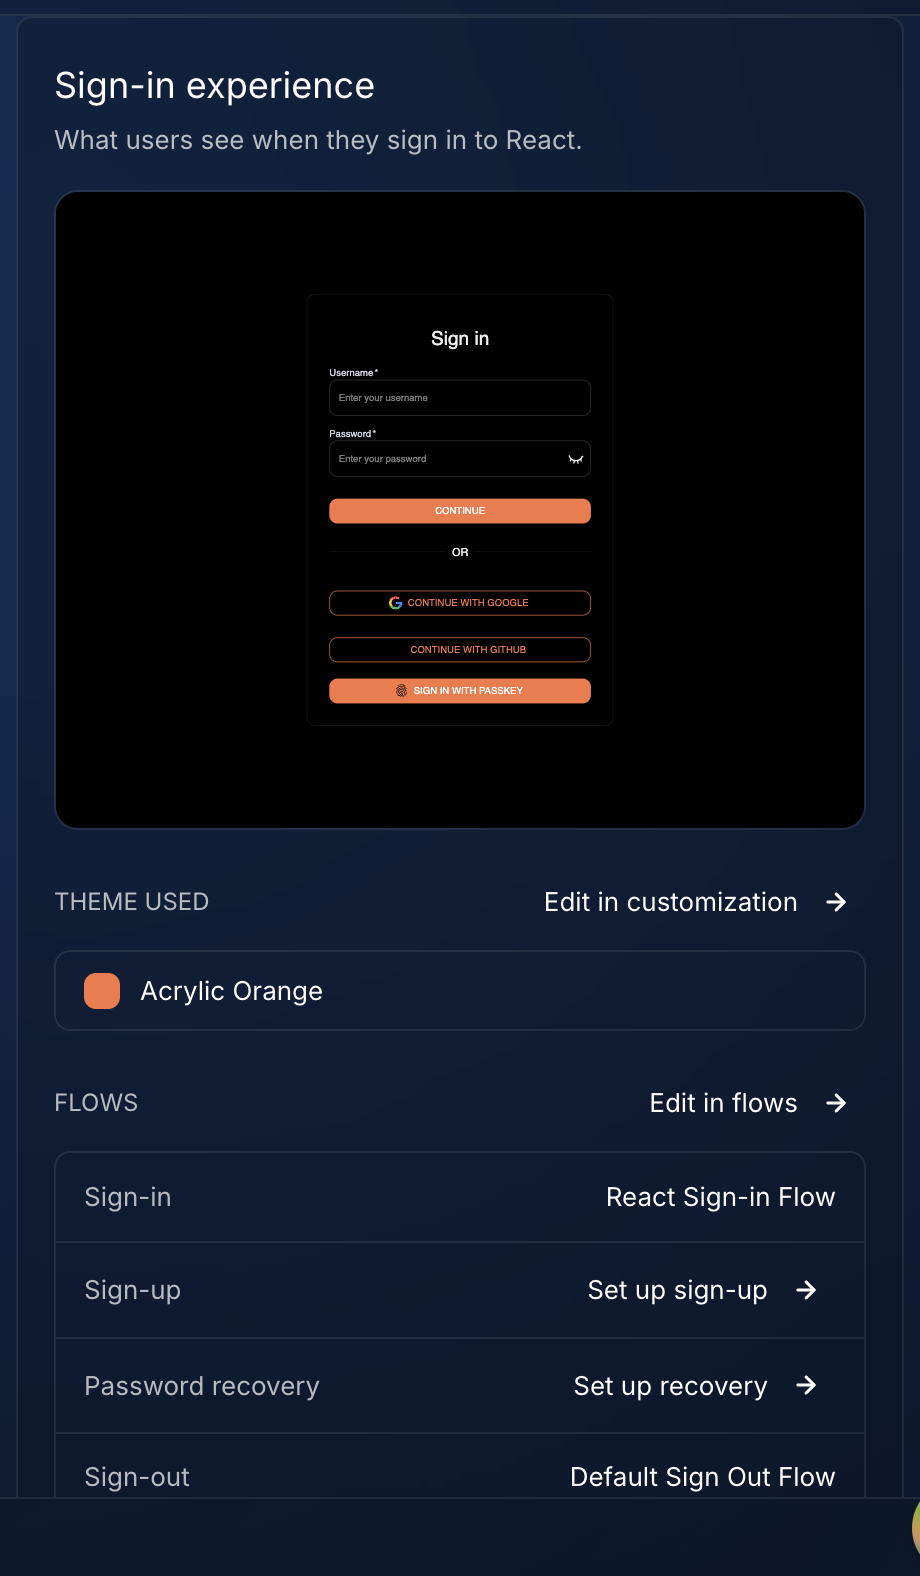 Sign-in experience
What users see when they sign in to React.
Sign in
Username*
Enter your username
Password*
Enter your password
CONTINUE
OR
CONTINUE WITH GOOGLE
CONTINUE WITH GITHUB
SIGN IN WITH PASSKEY
THEME USED
Edit in customization
Acrylic Orange
FLOWS
Edit in flows
Sign-in
React Sign-in Flow
Sign-up
Set up sign-up
Password recovery
Set up recovery
Sign-out
Default Sign Out Flow